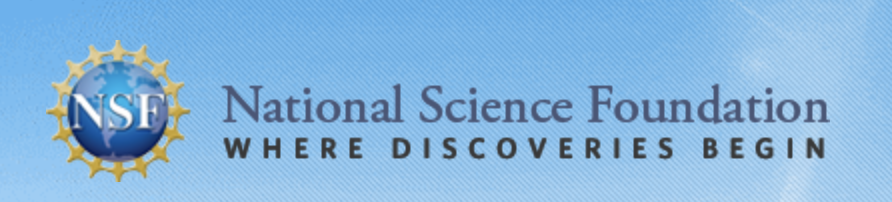 NSF
National Science Foundation
WHERE DISCOVERIES BEGIN